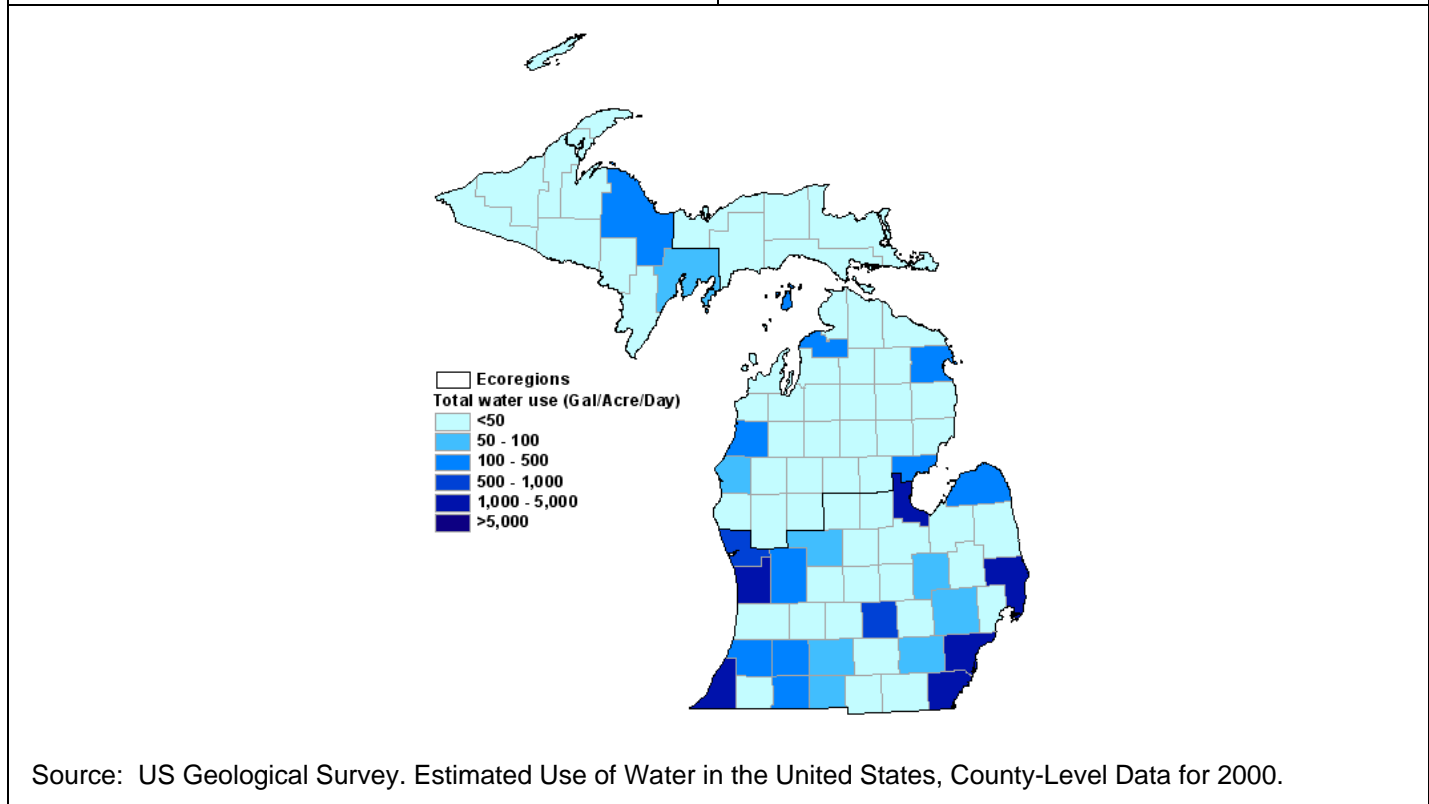 Ecoregions
Total water use (Gal/Acre/Day)
<50
50 - 100
100 - 500
500 - 1,000
1,000 - 5,000
>5,000
Source: US Geological Survey. Estimated Use of Water in the United States, County-Level Data for 2000.